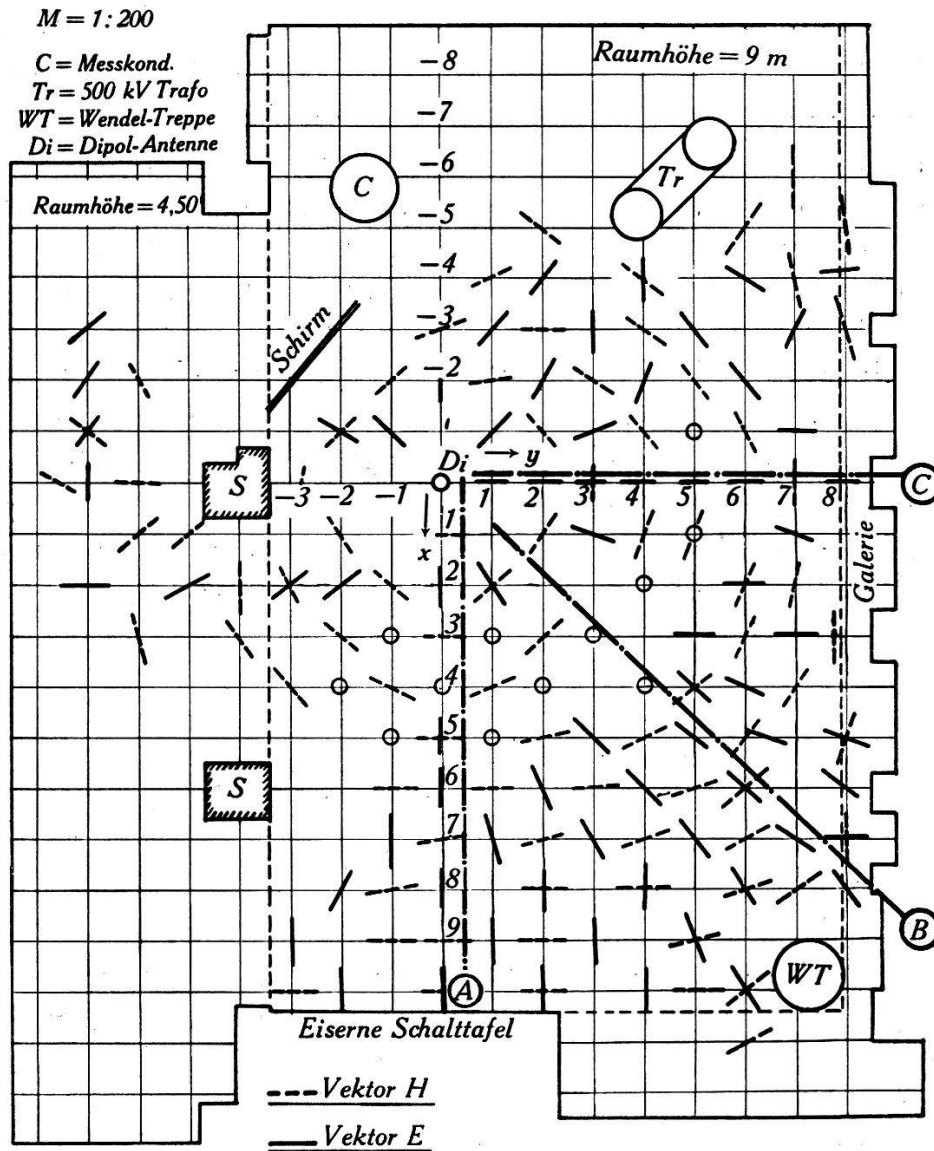 M = 1:200
C = Messkond.
Tr = 500 kV Trafo
WT = Wendel-Treppe
Di = Dipol-Antenne
Raumhöhe = 9 m
Raumhöhe = 4,50
-8
-7
-6
-5
-4
-3
-2
C
Tr
Schirm
Di
→ y
S
-3 -2 -1 1 2 3 4 5 6 7 8
C
↓ x
1
2
3
4
5
6
7
8
9
S
Galerie
B
A
WT
Eiserne Schalttafel
Vektor H
Vektor E